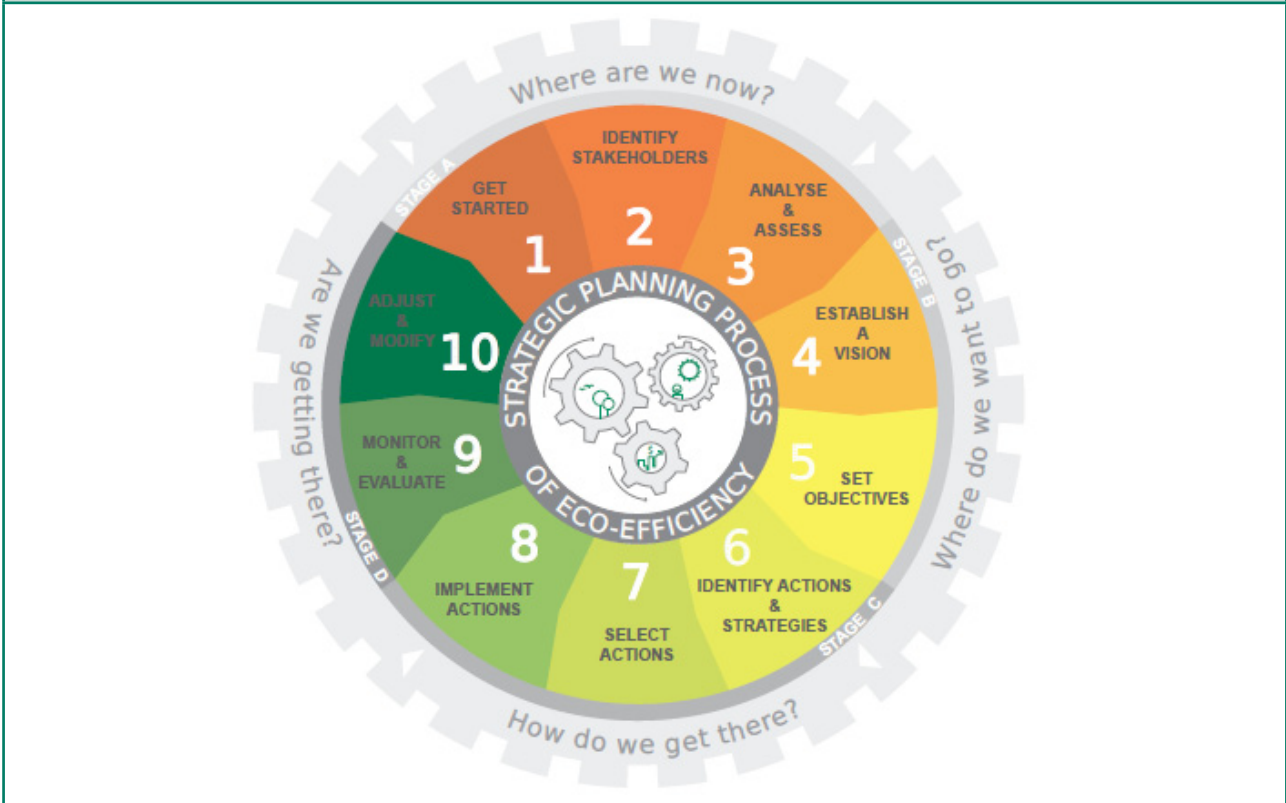 Where are we now?
STAGE A
GET
STARTED
1
IDENTIFY
STAKEHOLDERS
2
ANALYSE
&
ASSESS
3
STAGE B
Where do we want to go?
ESTABLISH
A
VISION
4
5
SET
OBJECTIVES
6
IDENTIFY ACTIONS
&
STRATEGIES
STAGE C
How do we get there?
7
SELECT
ACTIONS
8
IMPLEMENT
ACTIONS
STAGE D
Are we getting there?
MONITOR
&
EVALUATE
9
ADJUST
&
MODIFY
10
STRATEGIC PLANNING PROCESS
OF ECO-EFFICIENCY